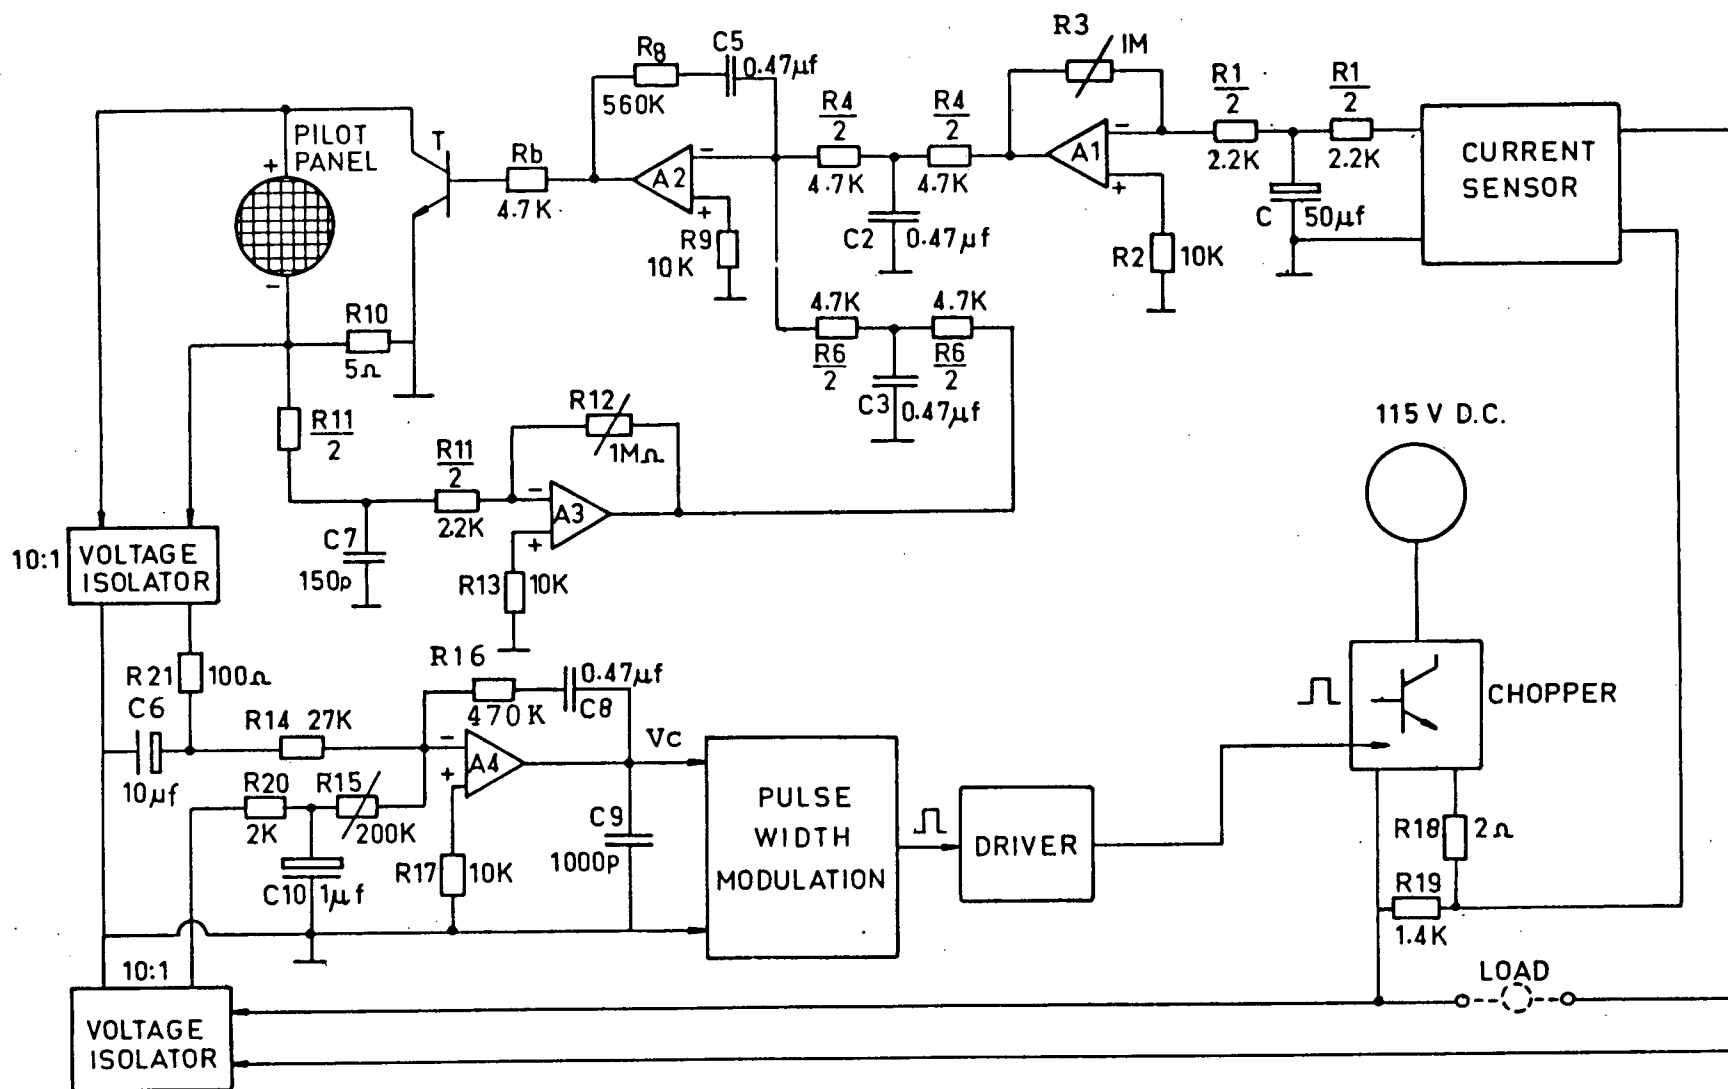 R3
1M
C5
0.47µf
R8
560K
R4
2
R4
2
R1
2
R1
2
PILOT
PANEL
T
Rb
4.7K
A2
4.7K
4.7K
A1
2.2K
2.2K
CURRENT
SENSOR
+
-
-
+
-
+
R9
10K
C2
0.47µf
R2
10K
C
50µf
R10
5Ω
4.7K
4.7K
R6
2
R6
2
C3
0.47µf
R11
2
R12
1MΩ
R11
2
22K
-
A3
+
115 V D.C.
10:1
VOLTAGE
ISOLATOR
C7
150p
R13
10K
R21
100Ω
R16
0.47µf
470K
C8
CHOPPER
C6
10µf
R14 27K
-
A4
+
Vc
R20
2K
R15
200K
C10
1µf
R17
10K
C9
1000p
PULSE
WIDTH
MODULATION
DRIVER
R18
2Ω
R19
1.4K
10:1
LOAD
VOLTAGE
ISOLATOR